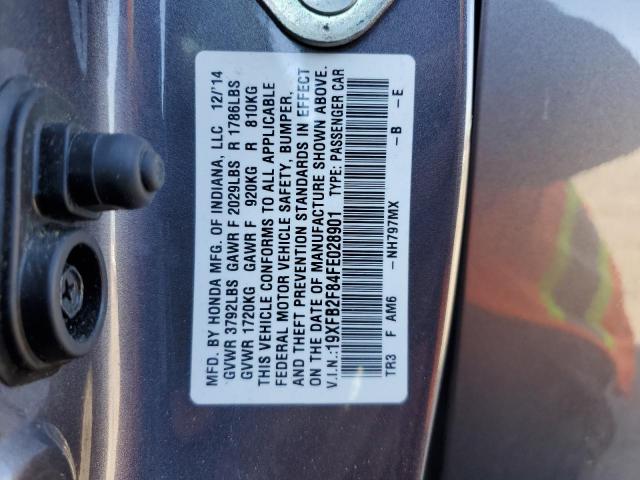 MFD. BY HONDA MFG. OF INDIANA, LLC 12/'14
GVWR 3792LBS GAWR F 2029LBS R 1786LBS
GVWR 1720KG GAWR F 920KG R 810KG
THIS VEHICLE CONFORMS TO ALL APPLICABLE
FEDERAL MOTOR VEHICLE SAFETY, BUMPER,
AND THEFT PREVENTION STANDARDS IN EFFECT
ON THE DATE OF MANUFACTURE SHOWN ABOVE.
V.I.N.:19XFB2F84FE028901 TYPE: PASSENGER CAR
TR3 F AM6 -NH797MX -B -E